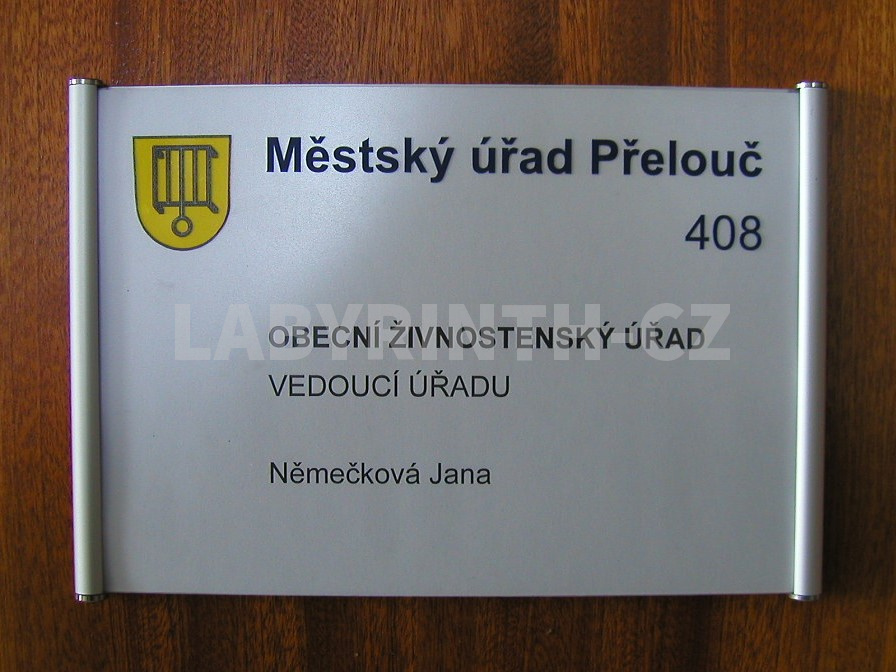 Městský úřad Přelouč
408
LABYRINTH-CZ
OBECNÍ ŽIVNOSTENSKÝ ÚŘAD
VEDOUCÍ ÚŘADU
Němečková Jana